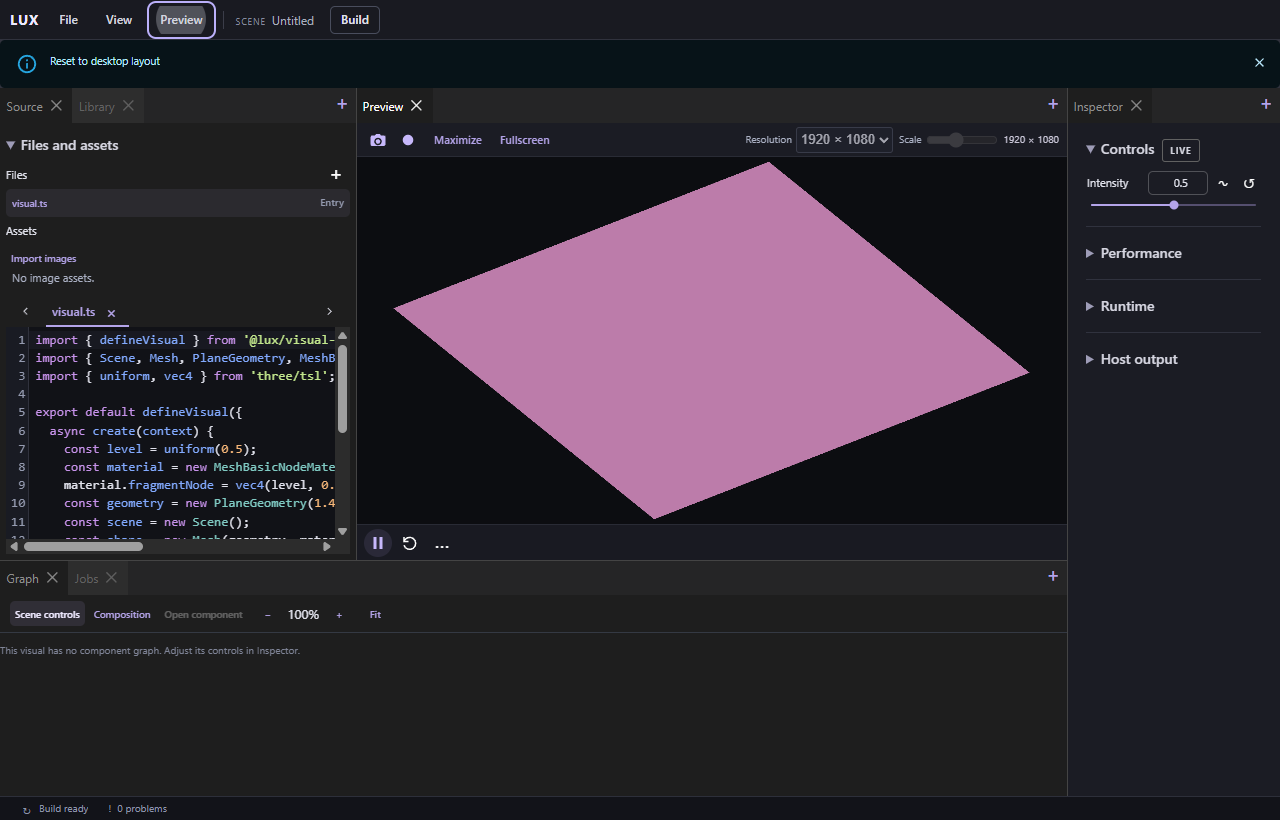 LUX File View Preview SCENE Untitled Build
Reset to desktop layout
Source Library
Files and assets
Files
visual.ts Entry
Assets
Import images
No image assets.
visual.ts
1 import { defineVisual } from '@lux/visual-
2 import { Scene, Mesh, PlaneGeometry, MeshB
3 import { uniform, vec4 } from 'three/tsl';
4
5 export default defineVisual({
6 async create(context) {
7 const level = uniform(0.5);
8 const material = new MeshBasicNodeMate
9 material.fragmentNode = vec4(level, 0.
10 const geometry = new PlaneGeometry(1.4
11 const scene = new Scene();
Preview
Maximize Fullscreen Resolution 1920 × 1080 Scale 1920 × 1080
...
Inspector
Controls LIVE
Intensity 0.5
Performance
Runtime
Host output
Graph Jobs
Scene controls Composition Open component − 100% + Fit
This visual has no component graph. Adjust its controls in Inspector.
Build ready ! 0 problems